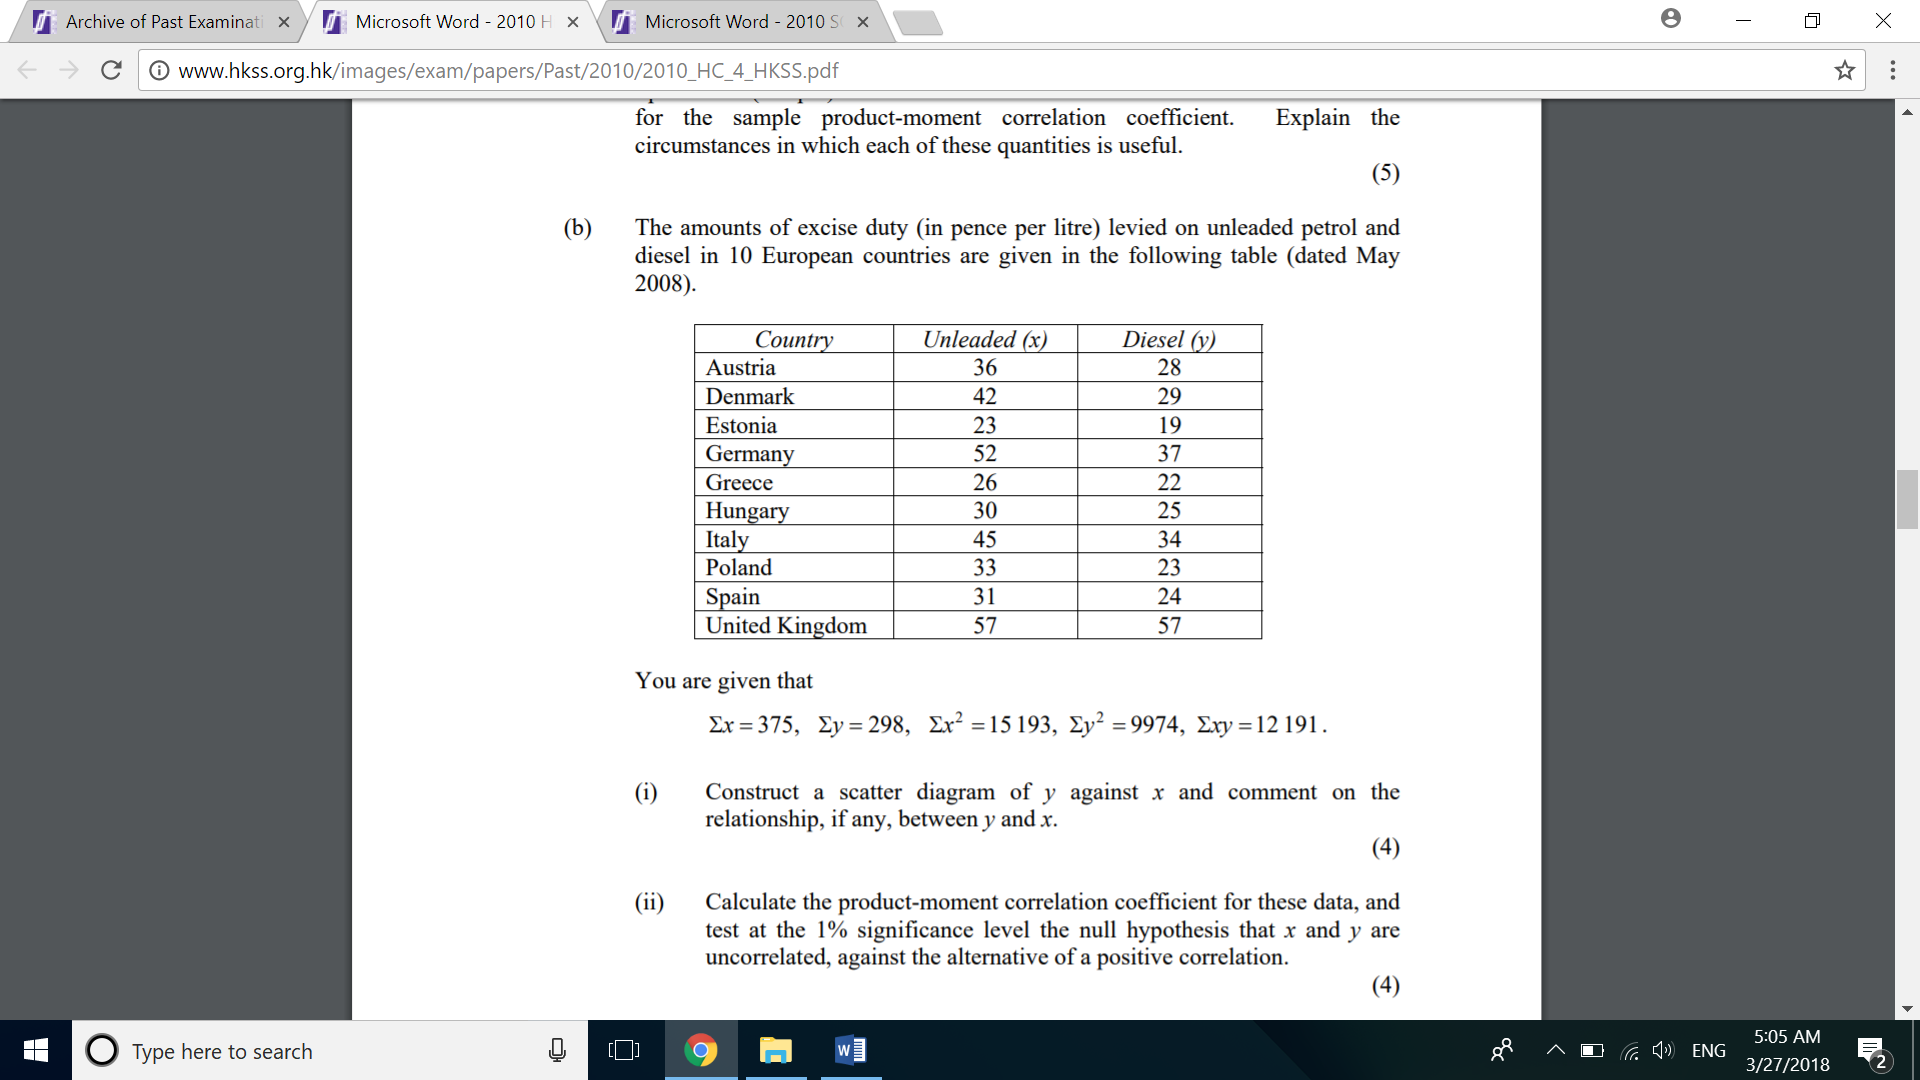 Archive of Past Examinati
Microsoft Word - 2010 H
Microsoft Word - 2010 S
www.hkss.org.hk/images/exam/papers/Past/2010/2010_HC_4_HKSS.pdf
for the sample product-moment correlation coefficient. Explain the
circumstances in which each of these quantities is useful.
(5)
(b) The amounts of excise duty (in pence per litre) levied on unleaded petrol and
diesel in 10 European countries are given in the following table (dated May
2008).
Country Unleaded (x) Diesel (y)
Austria 36 28
Denmark 42 29
Estonia 23 19
Germany 52 37
Greece 26 22
Hungary 30 25
Italy 45 34
Poland 33 23
Spain 31 24
United Kingdom 57 57
You are given that
Σx = 375, Σy = 298, Σx² = 15 193, Σy² = 9974, Σxy = 12 191.
(i) Construct a scatter diagram of y against x and comment on the
relationship, if any, between y and x.
(4)
(ii) Calculate the product-moment correlation coefficient for these data, and
test at the 1% significance level the null hypothesis that x and y are
uncorrelated, against the alternative of a positive correlation.
(4)
Type here to search
ENG
5:05 AM
3/27/2018
2